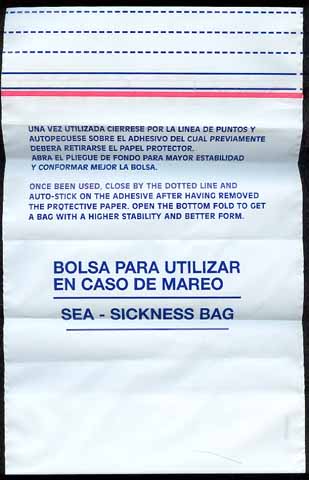 UNA VEZ UTILIZADA CIERRESE POR LA LINEA DE PUNTOS Y
AUTOPEGUESE SOBRE EL ADHESIVO DEL CUAL PREVIAMENTE
DEBERA RETIRARSE EL PAPEL PROTECTOR.
ABRA EL PLIEGUE DE FONDO PARA MAYOR ESTABILIDAD
Y CONFORMAR MEJOR LA BOLSA.
ONCE BEEN USED, CLOSE BY THE DOTTED LINE AND
AUTO-STICK ON THE ADHESIVE AFTER HAVING REMOVED
THE PROTECTIVE PAPER. OPEN THE BOTTOM FOLD TO GET
A BAG WITH A HIGHER STABILITY AND BETTER FORM.
BOLSA PARA UTILIZAR
EN CASO DE MAREO
SEA - SICKNESS BAG